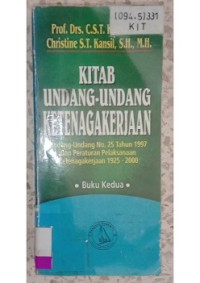 Prof. Drs. C.S.T.
(094.5)331
KIT
Christine S.T. Kansil, S.H., M.H.
KITAB
UNDANG-UNDANG
KETENAGAKERJAAN
Undang-Undang No. 25 Tahun 1997
dan Peraturan Pelaksanaan
Ketenagakerjaan 1925 - 2000
• Buku Kedua •